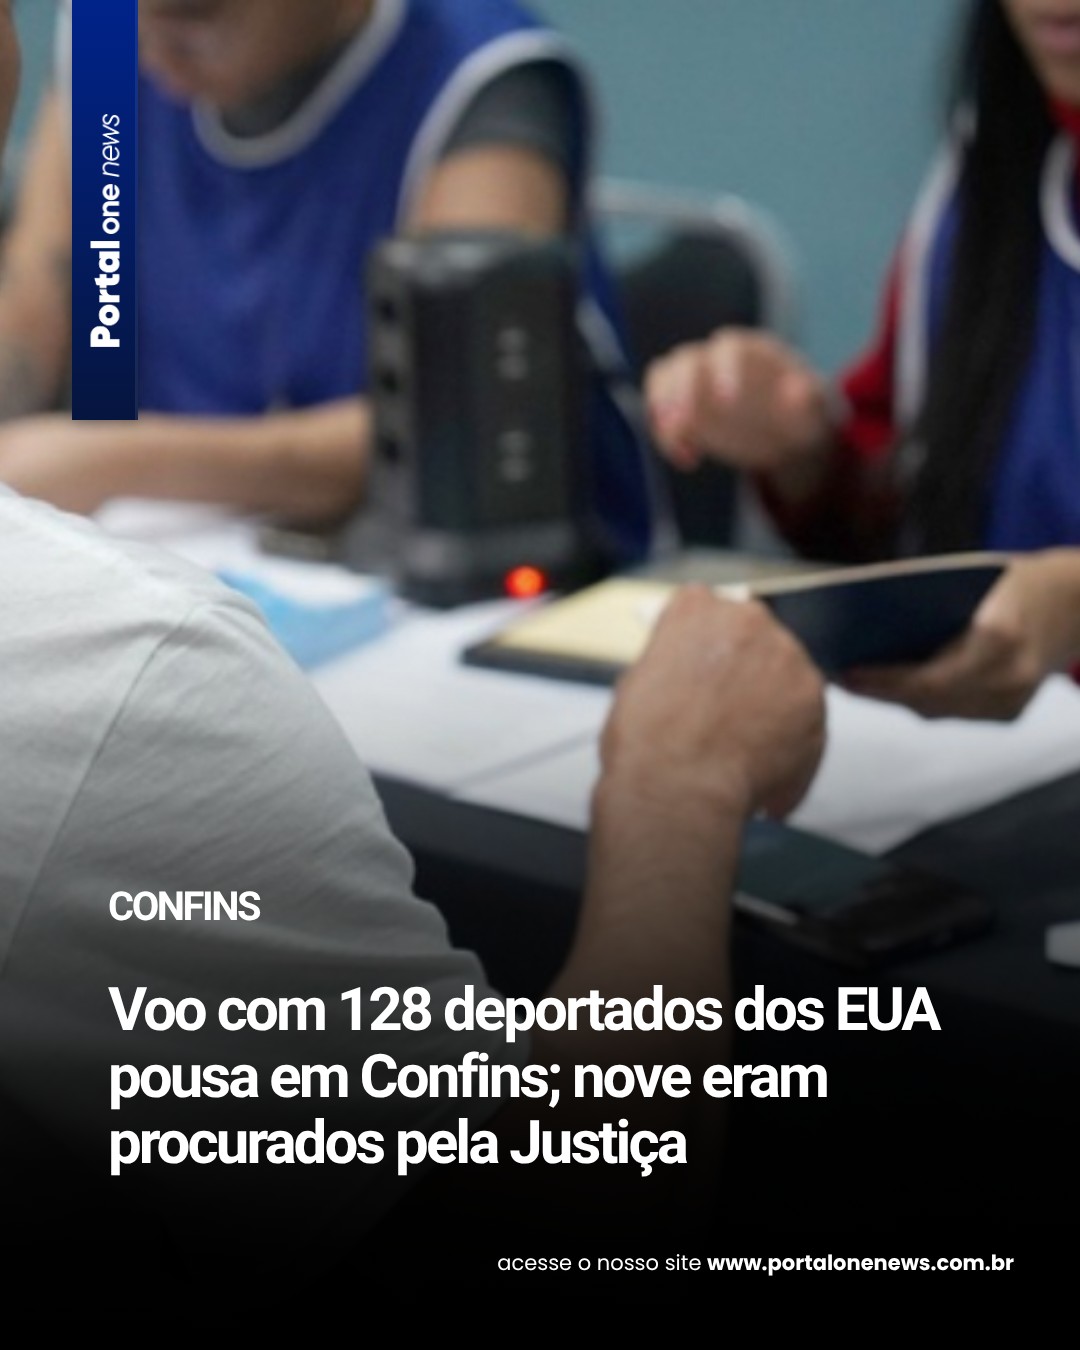 Portal one news
CONFINS
Voo com 128 deportados dos EUA
pousa em Confins; nove eram
procurados pela Justiça
acesse o nosso site www.portalonenews.com.br